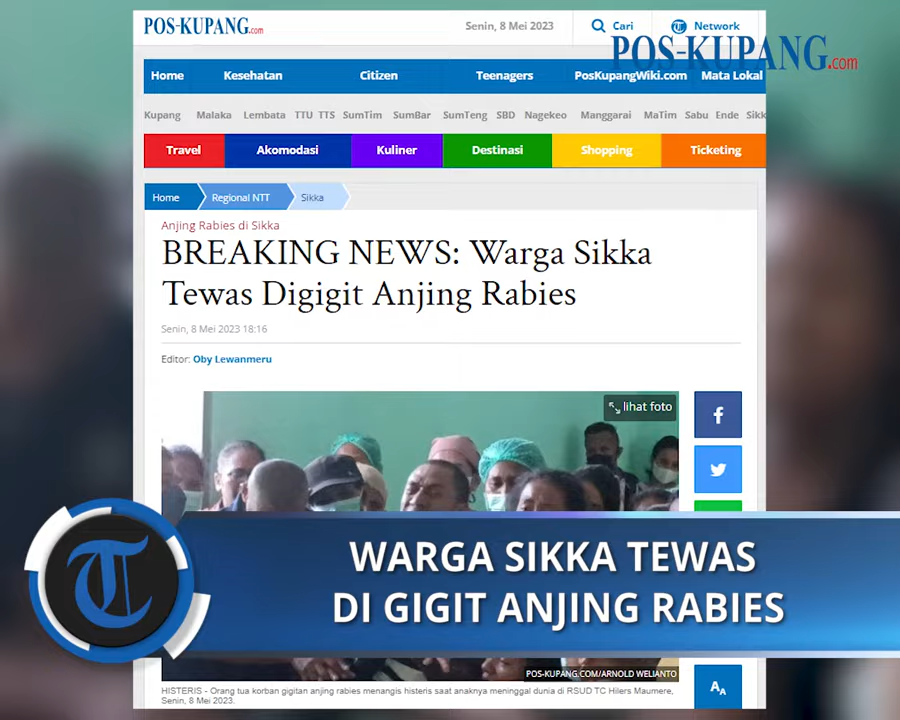 POS-KUPANG.com
Senin, 8 Mei 2023
Cari
Network
POS-KUPANG.com
Home Kesehatan Citizen Teenagers PosKupangWiki.com Mata Lokal
Kupang Malaka Lembata TTU TTS SumTim SumBar SumTeng SBD Nagekeo Manggarai MaTim Sabu Ende Sikk
Travel Akomodasi Kuliner Destinasi Shopping Ticketing
Home Regional NTT Sikka
Anjing Rabies di Sikka
BREAKING NEWS: Warga Sikka
Tewas Digigit Anjing Rabies
Senin, 8 Mei 2023 18:16
Editor: Oby Lewanmeru
lihat foto
WARGA SIKKA TEWAS
DI GIGIT ANJING RABIES
POS-KUPANG.COM/ARNOLD WELIANTO
HISTERIS - Orang tua korban gigitan anjing rabies menangis histeris saat anaknya meninggal dunia di RSUD TC Hilers Maumere,
Senin, 8 Mei 2023.
AA